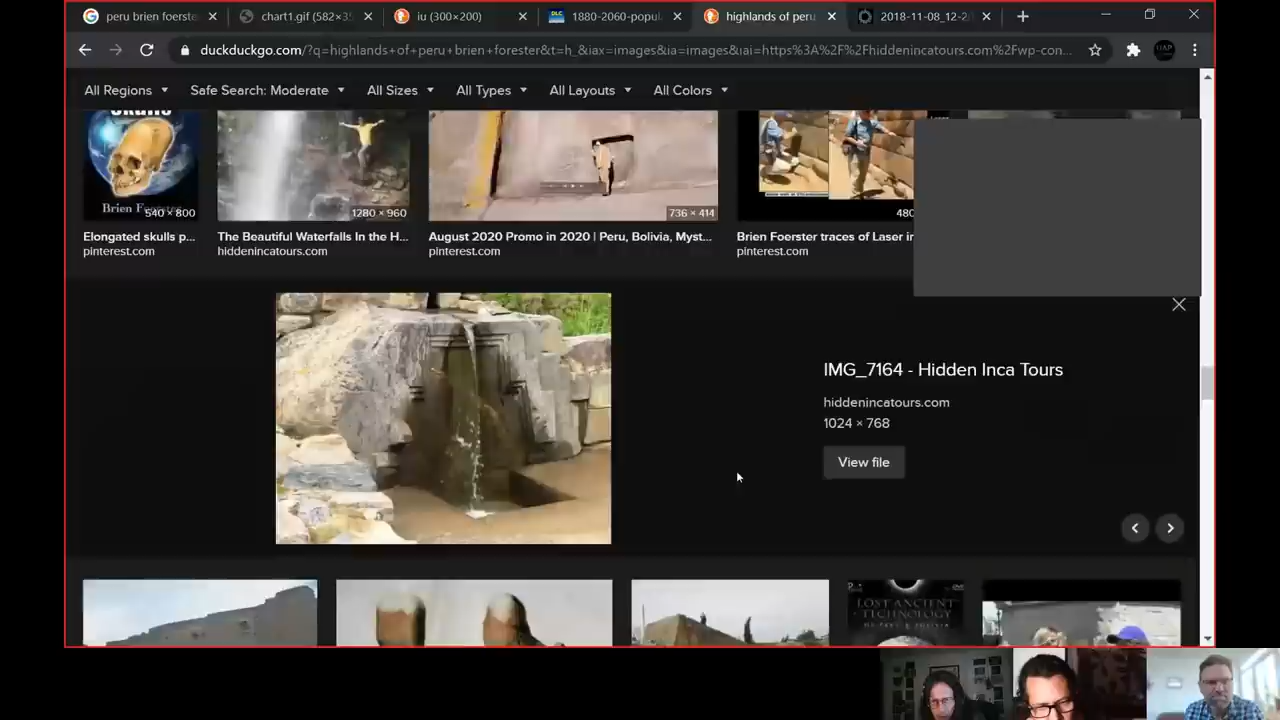 peru brien foerste
chart1.gif (582×35
iu (300×200)
DLC
1880-2060-popul
highlands of peru
2018-11-08_12-2
duckduckgo.com/?q=highlands+of+peru+brien+forester&t=h_&iax=images&ia=images&iai=https%3A%2F%2Fhiddenincatours.com%2Fwp-con...
UAP
All Regions
Safe Search: Moderate
All Sizes
All Types
All Layouts
All Colors
Skulls
Brien Foerster
540 × 800
1280 × 960
736 × 414
480
Elongated skulls p...
pinterest.com
The Beautiful Waterfalls In the H...
hiddenincatours.com
August 2020 Promo in 2020 | Peru, Bolivia, Myst...
pinterest.com
Brien Foerster traces of Laser in
pinterest.com
IMG_7164 - Hidden Inca Tours
hiddenincatours.com
1024 × 768
View file
DVD
LOST ANCIENT
TECHNOLOGY